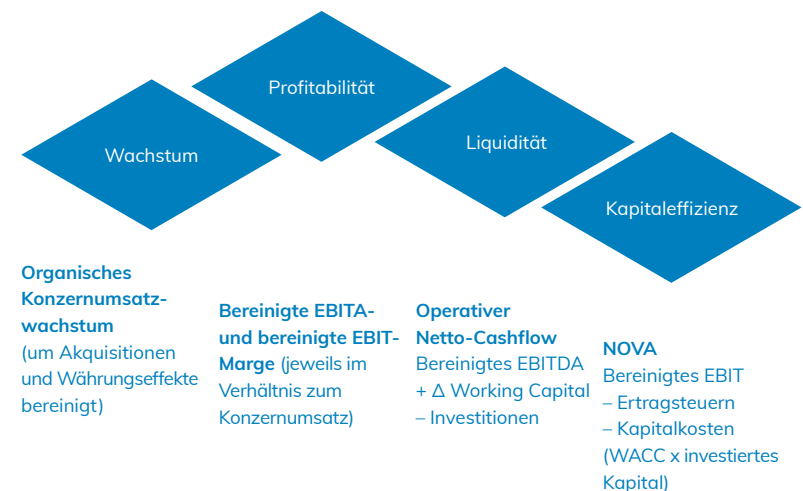 Profitabilität
Wachstum
Liquidität
Kapitaleffizienz
Organisches
Konzernumsatz-
wachstum
(um Akquisitionen
und Währungseffekte
bereinigt)
Bereinigte EBITA-
und bereinigte EBIT-
Marge (jeweils im
Verhältnis zum
Konzernumsatz)
Operativer
Netto-Cashflow
Bereinigtes EBITDA
+ Δ Working Capital
– Investitionen
NOVA
Bereinigtes EBIT
– Ertragsteuern
– Kapitalkosten
(WACC x investiertes
Kapital)